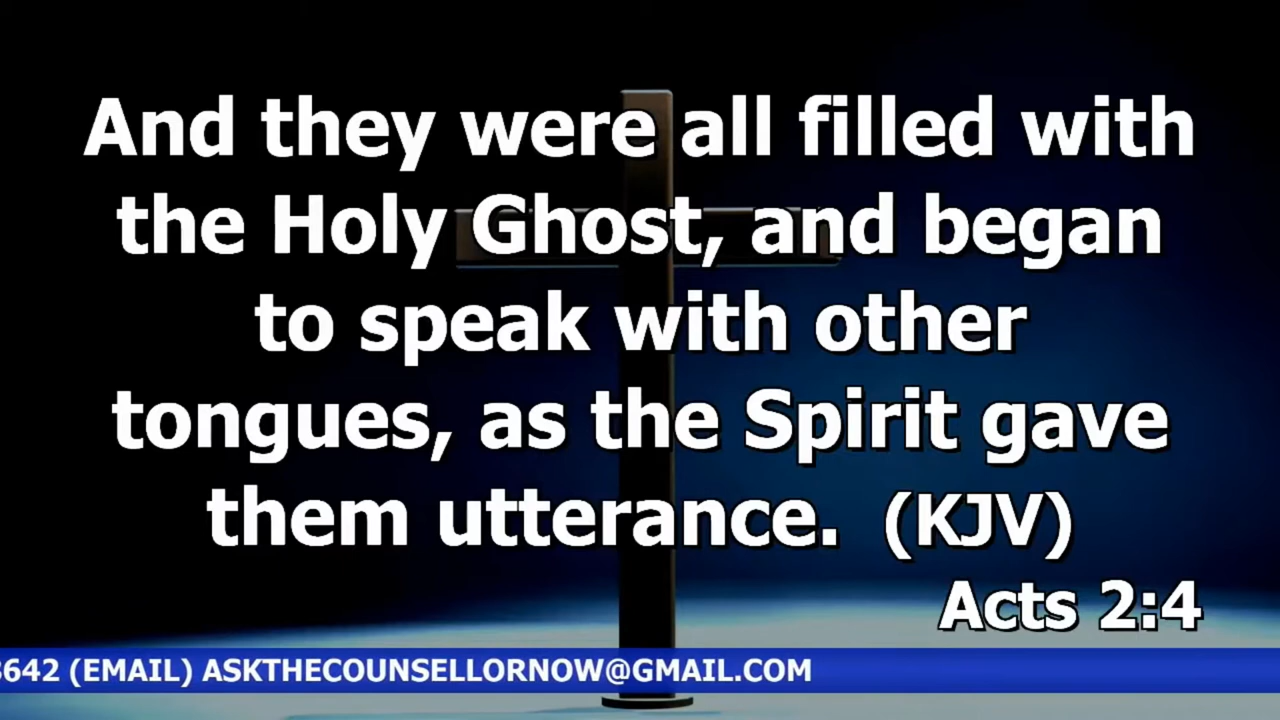 And they were all filled with
the Holy Ghost, and began
to speak with other
tongues, as the Spirit gave
them utterance. (KJV)
Acts 2:4
642 (EMAIL) ASKTHECOUNSELLORNOW@GMAIL.COM